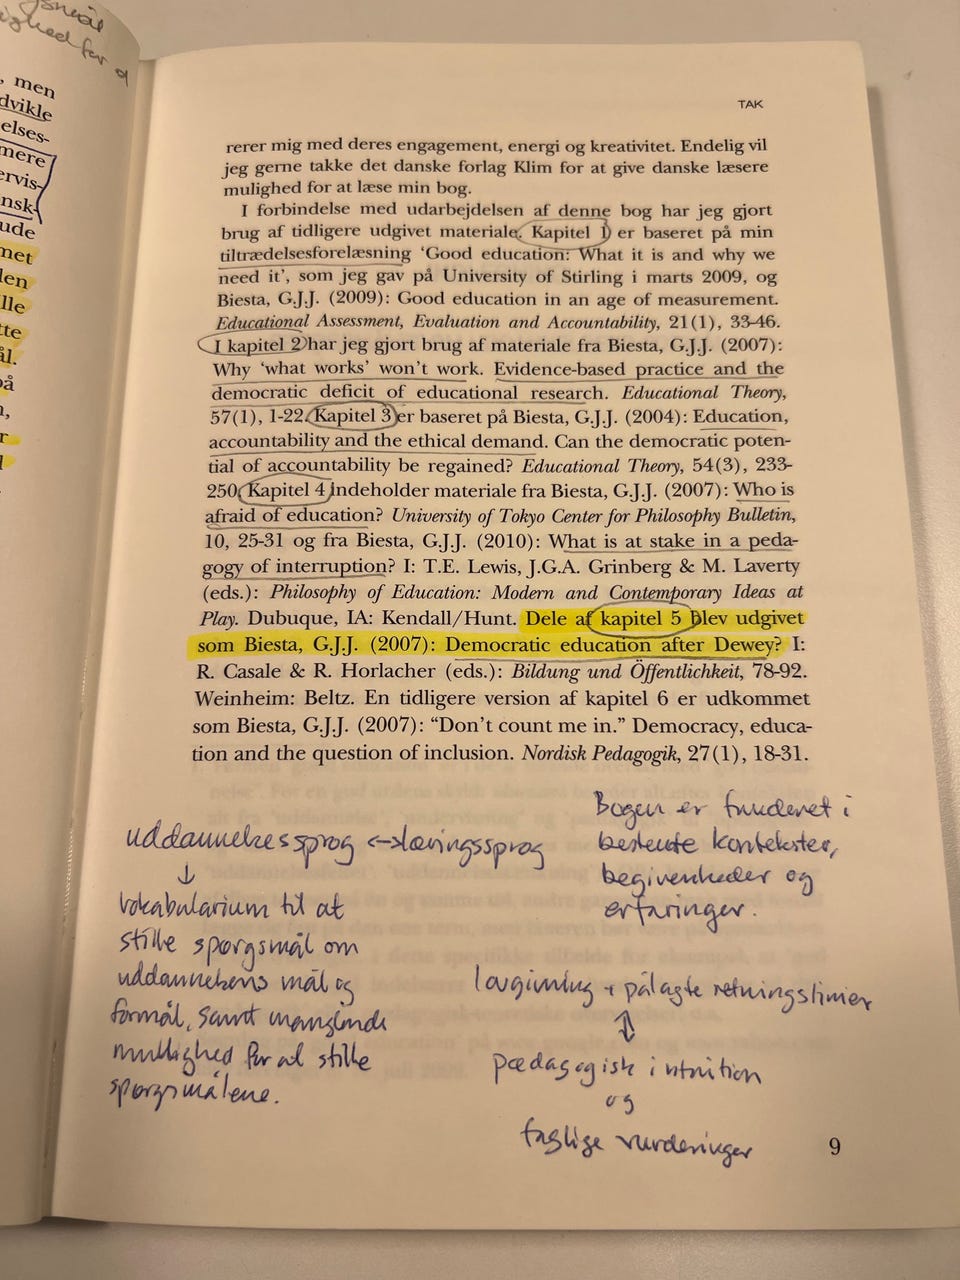 men
dvikle
elses-
mere
ervis-
nsk-
ude
met
den
lle
tte
ål.
på
TAK
rerer mig med deres engagement, energi og kreativitet. Endelig vil
jeg gerne takke det danske forlag Klim for at give danske læsere
mulighed for at læse min bog.
I forbindelse med udarbejdelsen af denne bog har jeg gjort
brug af tidligere udgivet materiale. Kapitel 1 er baseret på min
tiltrædelsesforelæsning ‘Good education: What it is and why we
need it’, som jeg gav på University of Stirling i marts 2009, og
Biesta, G.J.J. (2009): Good education in an age of measurement.
Educational Assessment, Evaluation and Accountability, 21(1), 33-46.
I kapitel 2 har jeg gjort brug af materiale fra Biesta, G.J.J. (2007):
Why ‘what works’ won’t work. Evidence-based practice and the
democratic deficit of educational research. Educational Theory,
57(1), 1-22. Kapitel 3 er baseret på Biesta, G.J.J. (2004): Education,
accountability and the ethical demand. Can the democratic poten-
tial of accountability be regained? Educational Theory, 54(3), 233-
250. Kapitel 4 indeholder materiale fra Biesta, G.J.J. (2007): Who is
afraid of education? University of Tokyo Center for Philosophy Bulletin,
10, 25-31 og fra Biesta, G.J.J. (2010): What is at stake in a peda-
gogy of interruption? I: T.E. Lewis, J.G.A. Grinberg & M. Laverty
(eds.): Philosophy of Education: Modern and Contemporary Ideas at
Play. Dubuque, IA: Kendall/Hunt. Dele af kapitel 5 blev udgivet
som Biesta, G.J.J. (2007): Democratic education after Dewey? I:
R. Casale & R. Horlacher (eds.): Bildung und Öffentlichkeit, 78-92.
Weinheim: Beltz. En tidligere version af kapitel 6 er udkommet
som Biesta, G.J.J. (2007): “Don’t count me in.” Democracy, educa-
tion and the question of inclusion. Nordisk Pedagogik, 27(1), 18-31.
uddannelsessprog ↔ læringssprog
↓
vokabularium til at
stille spørgsmål om
uddannelsens mål og
formål, samt manglende
mulighed for at stille
spørgsmålene.
Bogen er funderet i
bestemte kontekster,
begivenheder og
erfaringer.
lovgivning + pålagte retningslinier
⇕
pædagogisk intuition
og
faglige vurderinger
9